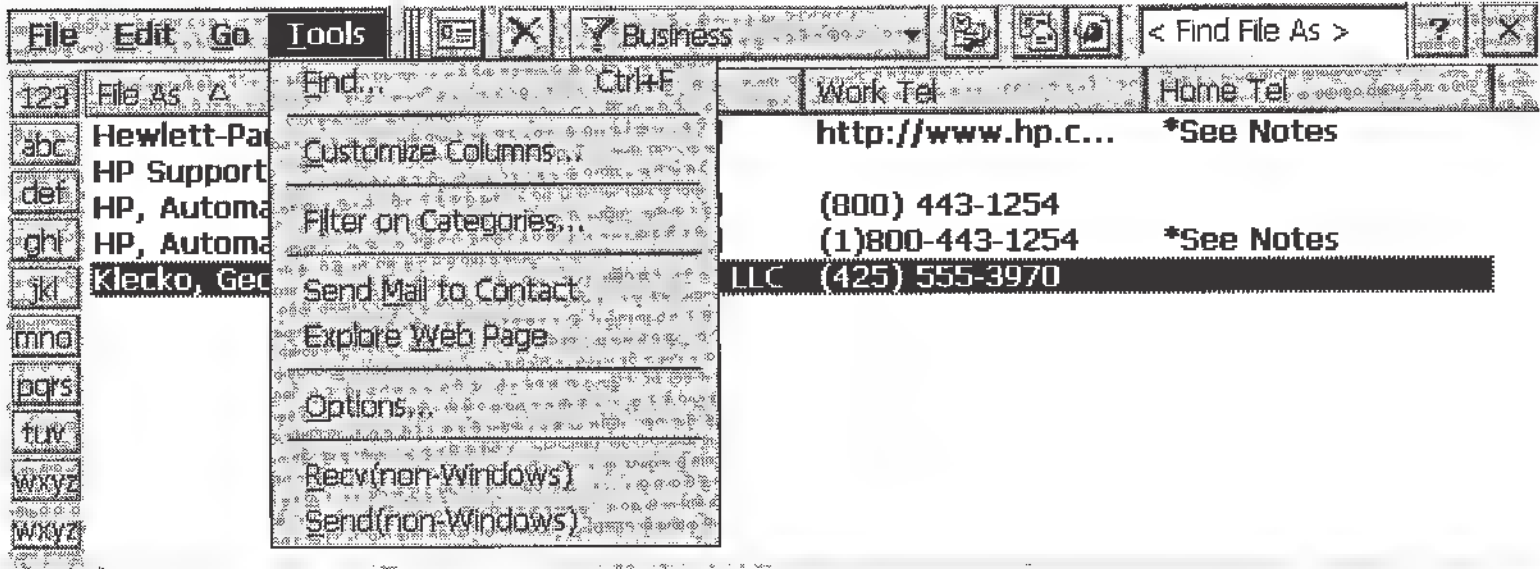 File Edit Go Tools Business < Find File As > ? X
123 File As Work Tel Home Tel
Find... Ctrl+F
Customize Columns...
Filter on Categories...
Send Mail to Contact
Explore Web Page
Options...
Recv(non-Windows)
Send(non-Windows)
abc Hewlett-Pa http://www.hp.c... *See Notes
HP Support
def HP, Automa (800) 443-1254
ghi HP, Automa (1)800-443-1254 *See Notes
jkl Klecko, Geo LLC (425) 555-3970
mno
pqrs
tuv
wxyz
wxyz